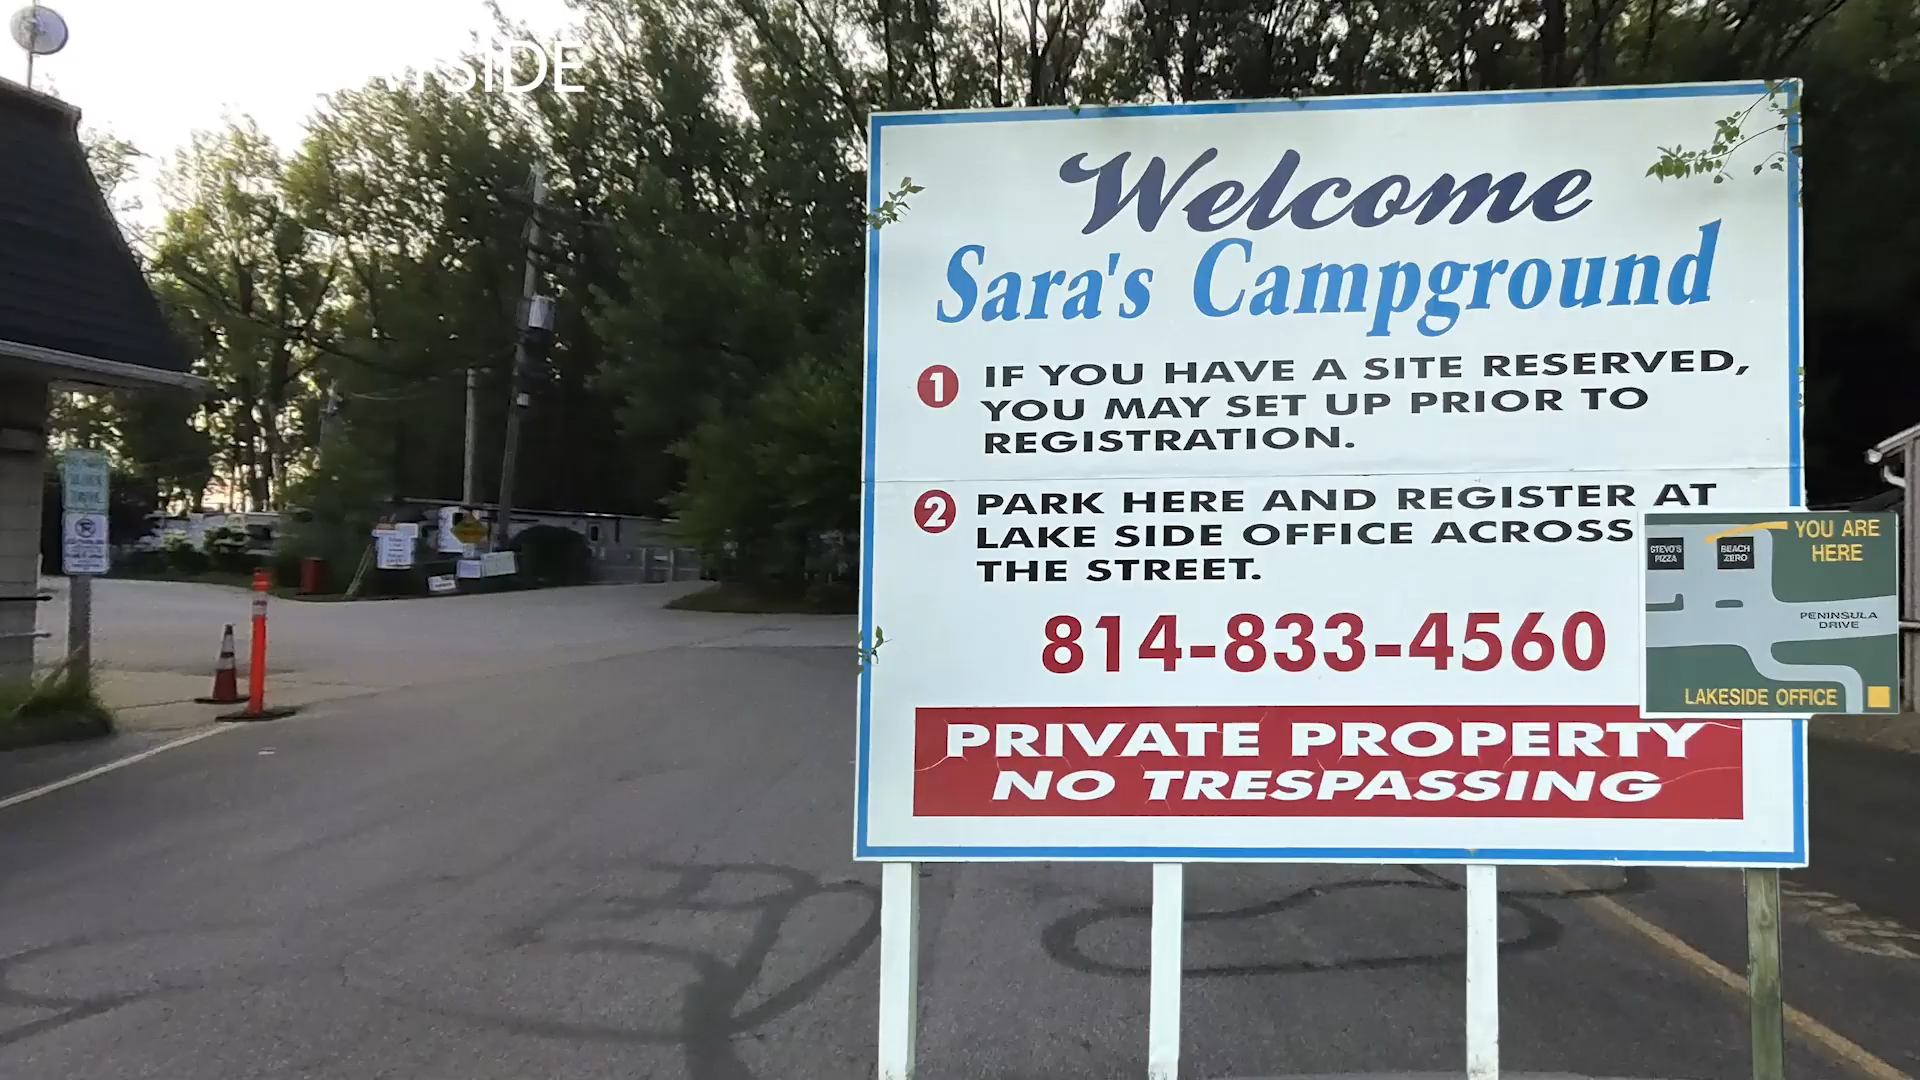 Welcome
Sara's Campground
1 IF YOU HAVE A SITE RESERVED,
YOU MAY SET UP PRIOR TO
REGISTRATION.
2 PARK HERE AND REGISTER AT
LAKE SIDE OFFICE ACROSS
THE STREET.
814-833-4560
PRIVATE PROPERTY
NO TRESPASSING
YOU ARE
HERE
STEVO'S
PIZZA
BEACH
ZERO
PENINSULA
DRIVE
LAKESIDE OFFICE